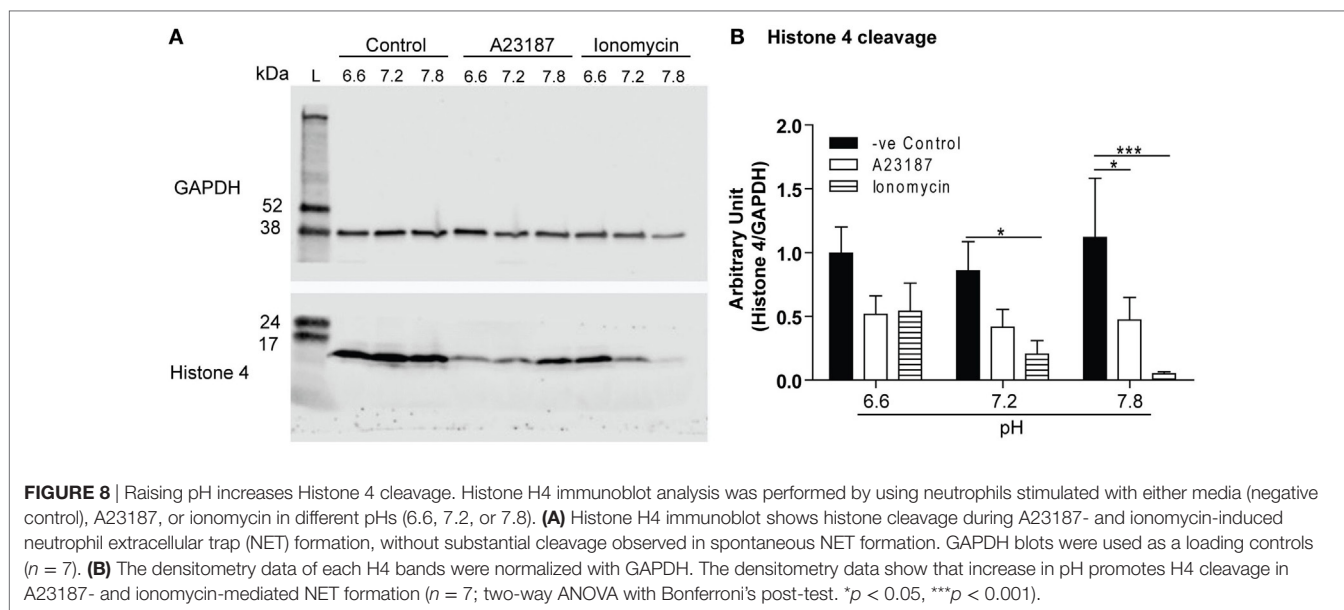 A
Control A23187 Ionomycin
kDa L 6.6 7.2 7.8 6.6 7.2 7.8 6.6 7.2 7.8
GAPDH
52
38
24
17
Histone 4
B Histone 4 cleavage
Arbitrary Unit
(Histone 4/GAPDH)
2.0
1.5
1.0
0.5
0.0
-ve Control
A23187
Ionomycin
*
*
***
6.6 7.2 7.8
pH
FIGURE 8 | Raising pH increases Histone 4 cleavage. Histone H4 immunoblot analysis was performed by using neutrophils stimulated with either media (negative
control), A23187, or ionomycin in different pHs (6.6, 7.2, or 7.8). (A) Histone H4 immunoblot shows histone cleavage during A23187- and ionomycin-induced
neutrophil extracellular trap (NET) formation, without substantial cleavage observed in spontaneous NET formation. GAPDH blots were used as a loading controls
(n = 7). (B) The densitometry data of each H4 bands were normalized with GAPDH. The densitometry data show that increase in pH promotes H4 cleavage in
A23187- and ionomycin-mediated NET formation (n = 7; two-way ANOVA with Bonferroni's post-test. *p < 0.05, ***p < 0.001).